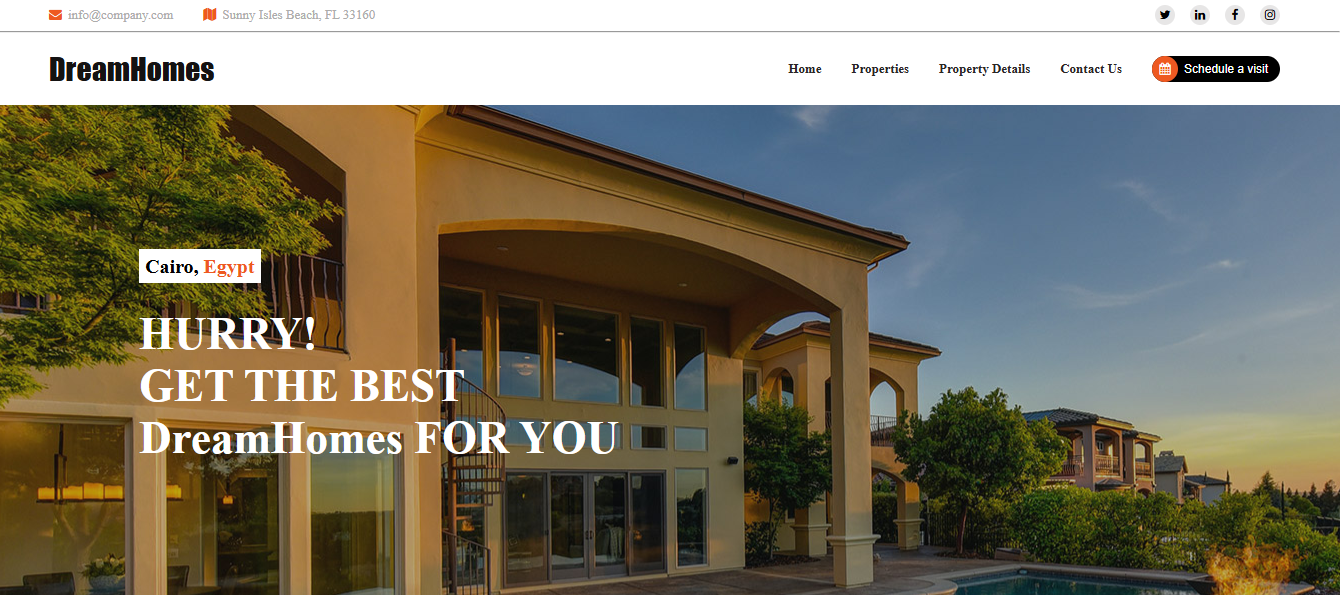 info@company.com
Sunny Isles Beach, FL 33160
DreamHomes
Home
Properties
Property Details
Contact Us
Schedule a visit
Cairo, Egypt
HURRY!
GET THE BEST
DreamHomes FOR YOU